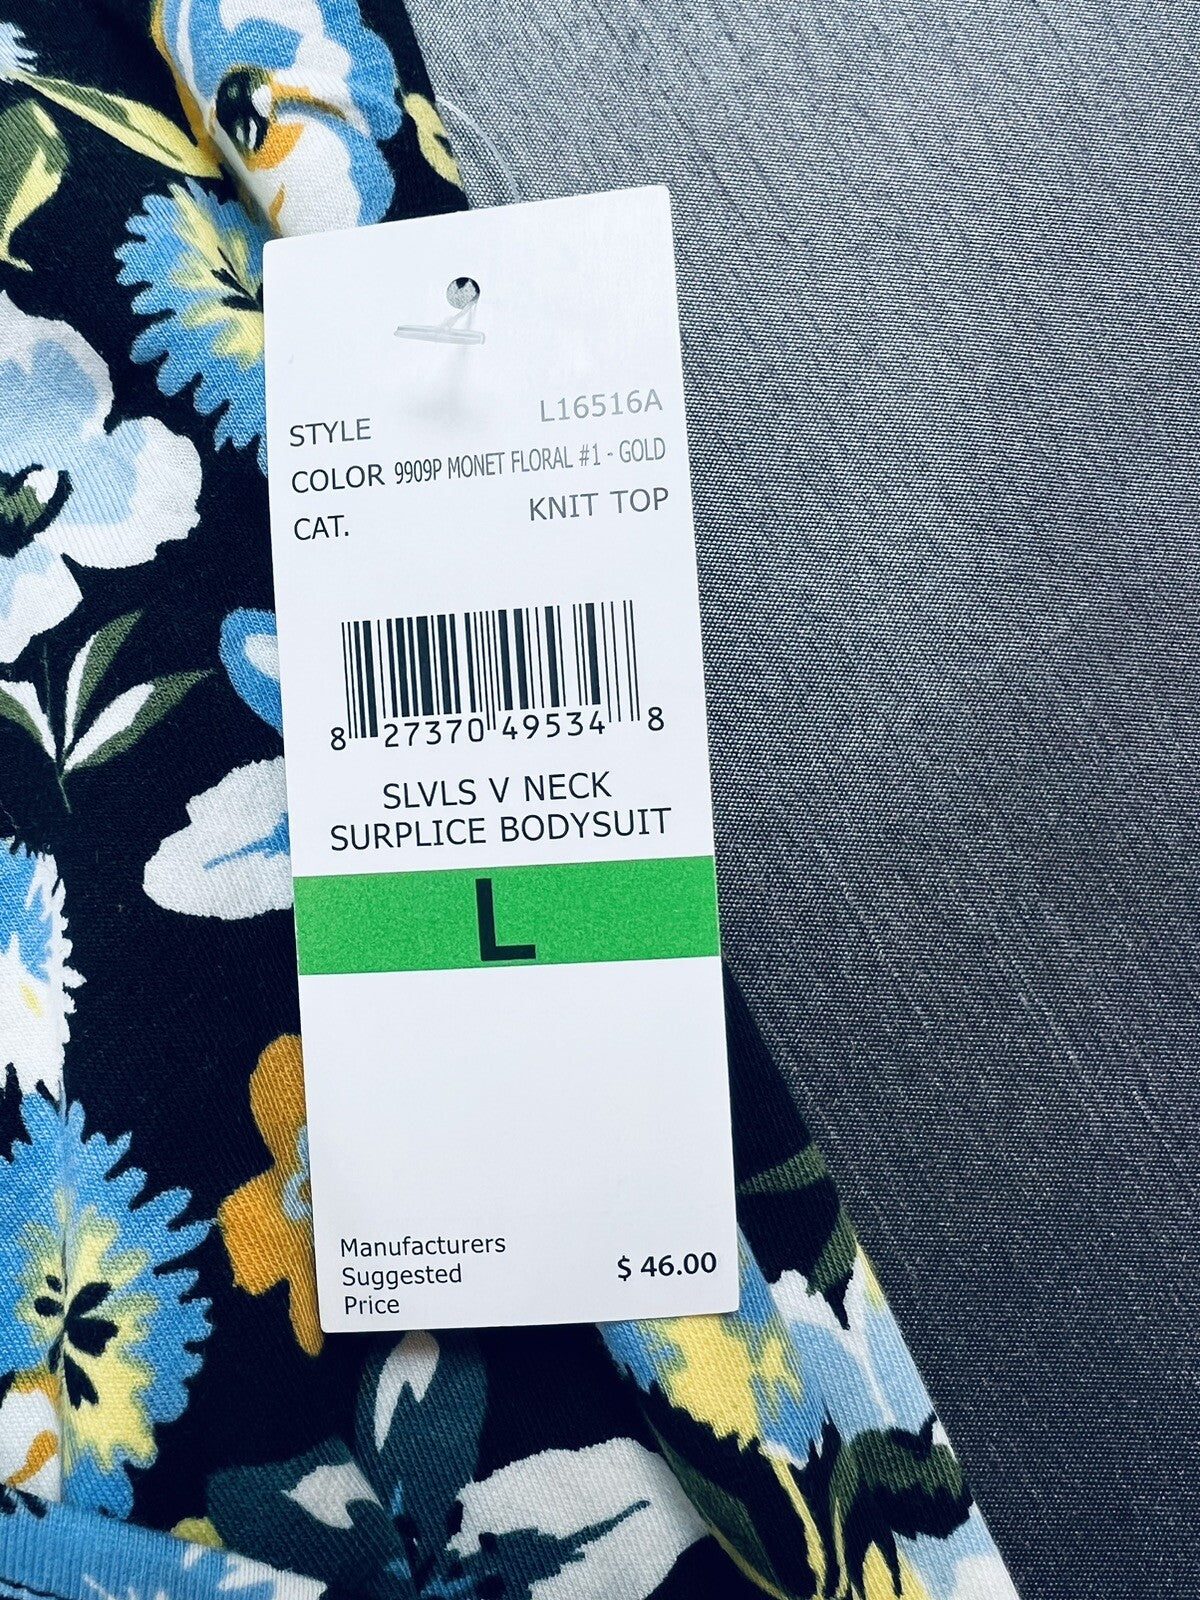 STYLE L16516A
COLOR 9909P MONET FLORAL #1 - GOLD
CAT. KNIT TOP
8 27370 49534 8
SLVLS V NECK
SURPLICE BODYSUIT
L
Manufacturers
Suggested $ 46.00
Price